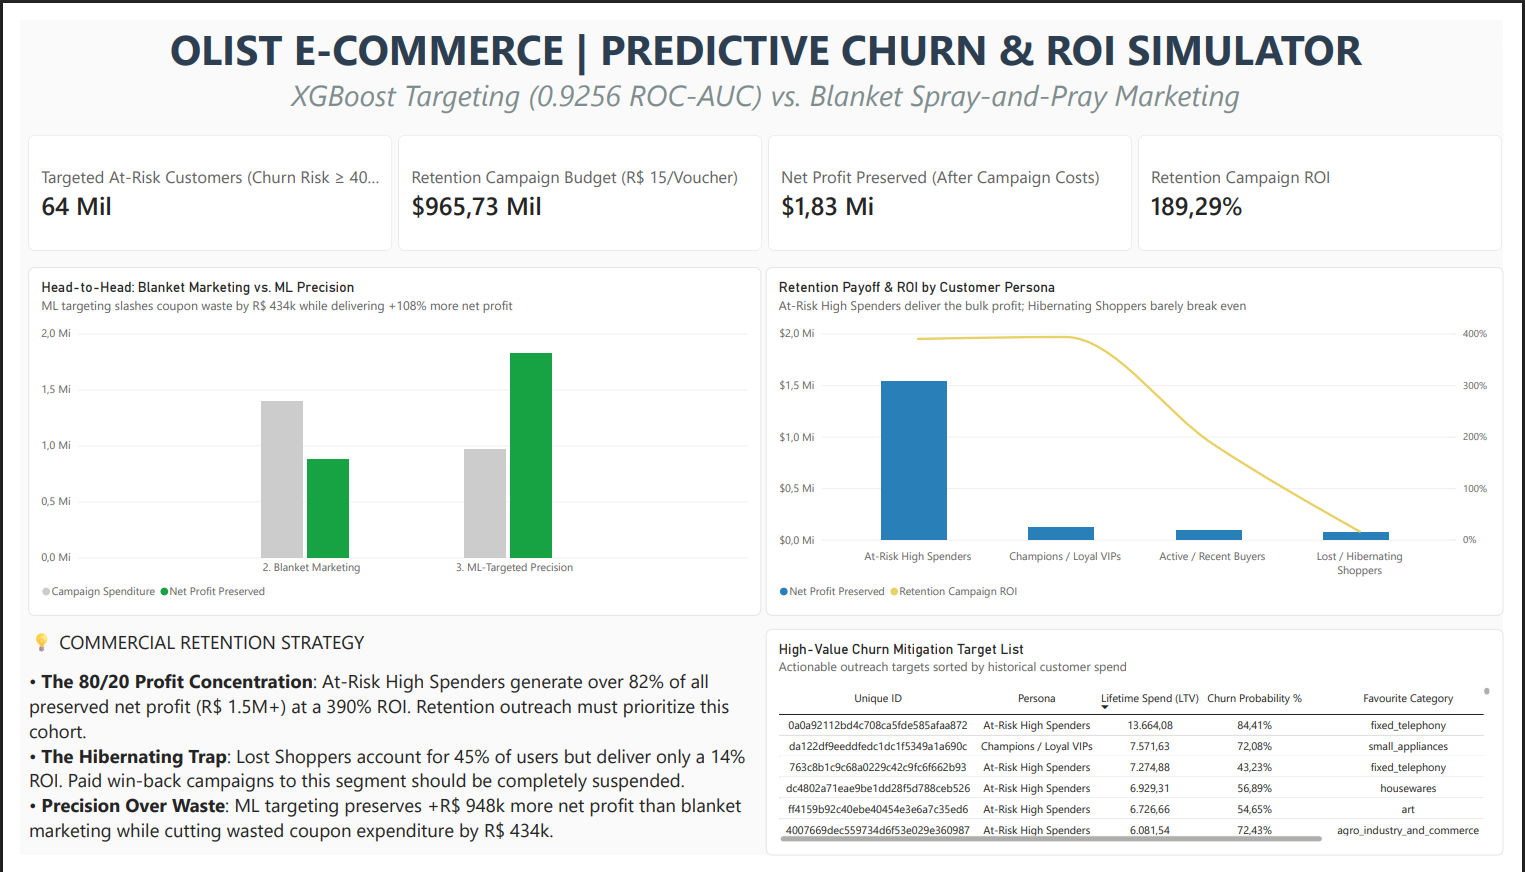 OLIST E-COMMERCE | PREDICTIVE CHURN & ROI SIMULATOR
XGBoost Targeting (0.9256 ROC-AUC) vs. Blanket Spray-and-Pray Marketing
Targeted At-Risk Customers (Churn Risk ≥ 40...
64 Mil
Retention Campaign Budget (R$ 15/Voucher)
$965,73 Mil
Net Profit Preserved (After Campaign Costs)
$1,83 Mi
Retention Campaign ROI
189,29%
Head-to-Head: Blanket Marketing vs. ML Precision
ML targeting slashes coupon waste by R$ 434k while delivering +108% more net profit
2,0 Mi
1,5 Mi
1,0 Mi
0,5 Mi
0,0 Mi
2. Blanket Marketing
3. ML-Targeted Precision
Campaign Spenditure
Net Profit Preserved
Retention Payoff & ROI by Customer Persona
At-Risk High Spenders deliver the bulk profit; Hibernating Shoppers barely break even
$2,0 Mi
$1,5 Mi
$1,0 Mi
$0,5 Mi
$0,0 Mi
400%
300%
200%
100%
0%
At-Risk High Spenders
Champions / Loyal VIPs
Active / Recent Buyers
Lost / Hibernating
Shoppers
Net Profit Preserved
Retention Campaign ROI
COMMERCIAL RETENTION STRATEGY
• The 80/20 Profit Concentration: At-Risk High Spenders generate over 82% of all
preserved net profit (R$ 1.5M+) at a 390% ROI. Retention outreach must prioritize this
cohort.
• The Hibernating Trap: Lost Shoppers account for 45% of users but deliver only a 14%
ROI. Paid win-back campaigns to this segment should be completely suspended.
• Precision Over Waste: ML targeting preserves +R$ 948k more net profit than blanket
marketing while cutting wasted coupon expenditure by R$ 434k.
High-Value Churn Mitigation Target List
Actionable outreach targets sorted by historical customer spend
Unique ID Persona Lifetime Spend (LTV) Churn Probability % Favourite Category
0a0a92112bd4c708ca5fde585afaa872 At-Risk High Spenders 13.664,08 84,41% fixed_telephony
da122df9eeddfedc1dc1f5349a1a690c Champions / Loyal VIPs 7.571,63 72,08% small_appliances
763c8b1c9c68a0229c42c9fc6f662b93 At-Risk High Spenders 7.274,88 43,23% fixed_telephony
dc4802a71eae9be1dd28f5d788ceb526 At-Risk High Spenders 6.929,31 56,89% housewares
ff4159b92c40ebe40454e3e6a7c35ed6 At-Risk High Spenders 6.726,66 54,65% art
4007669dec559734d6f53e029e360987 At-Risk High Spenders 6.081,54 72,43% agro_industry_and_commerce